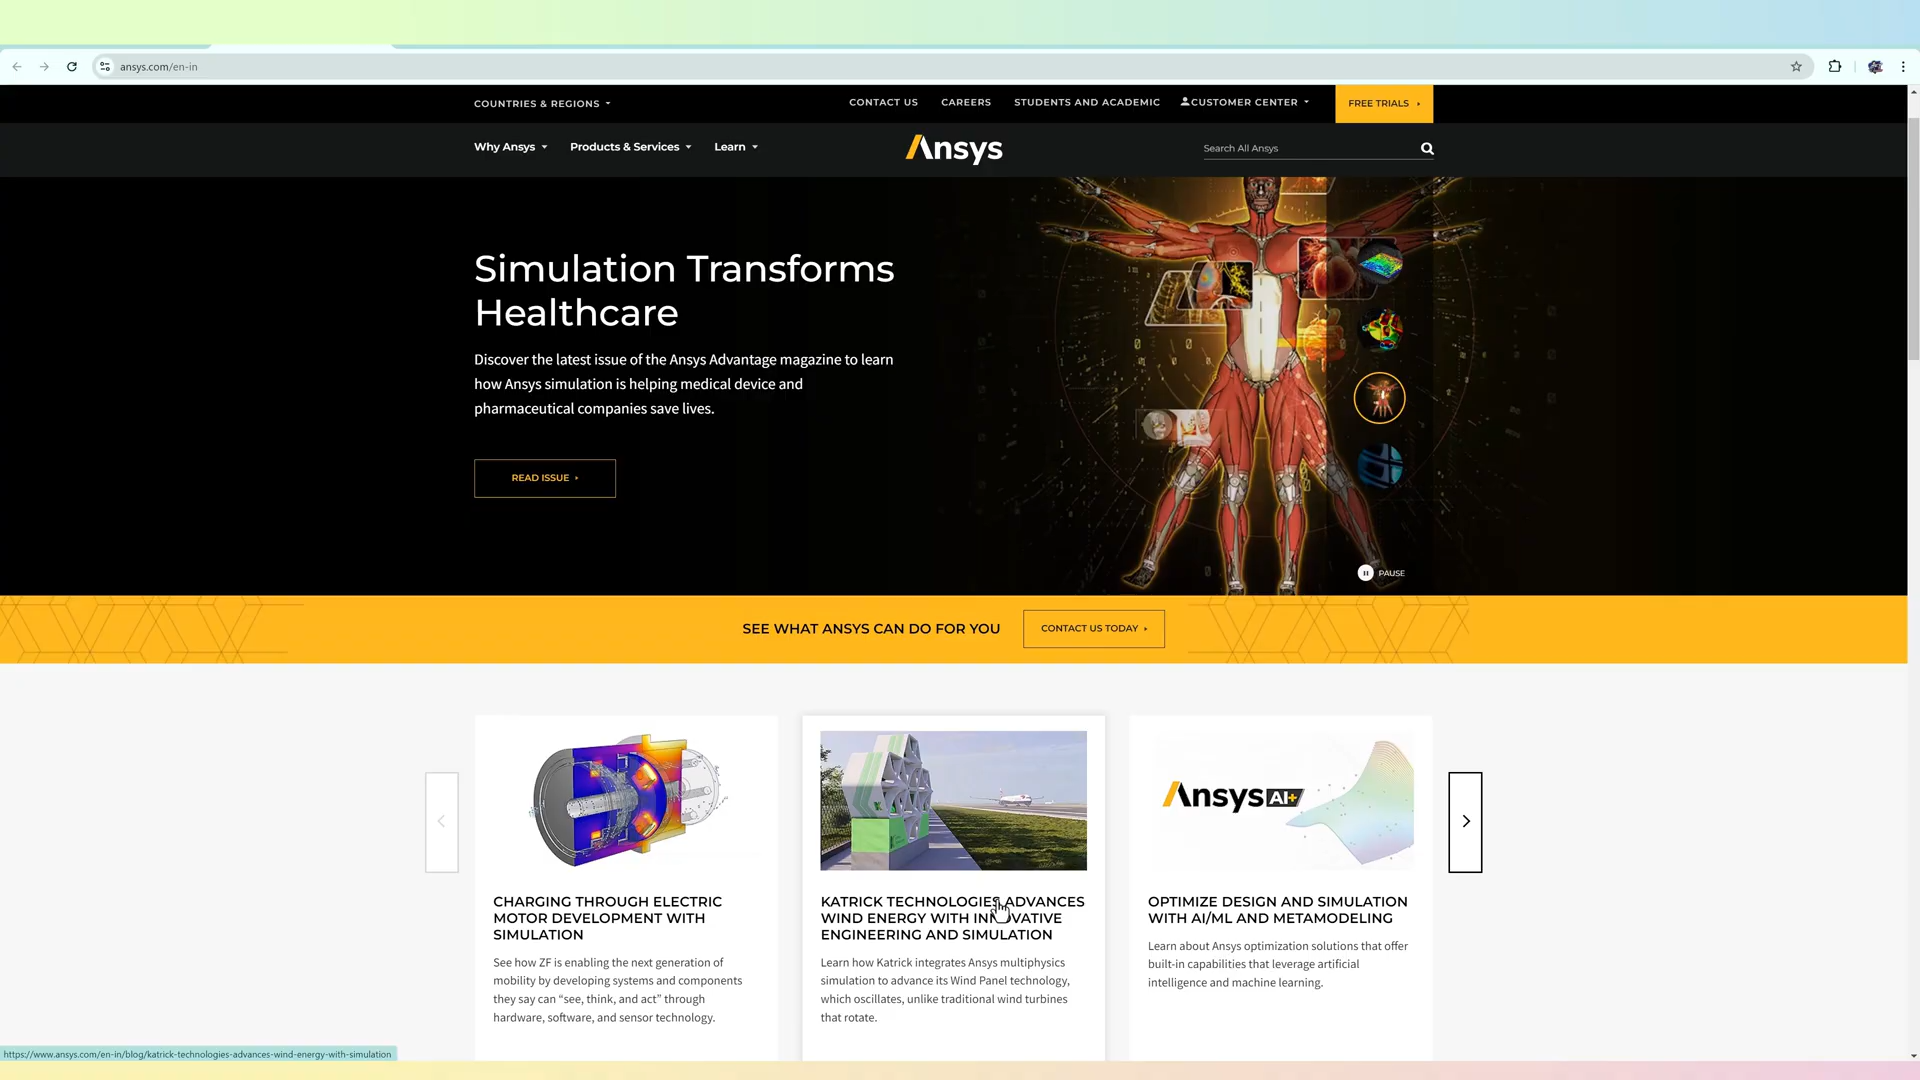 ansys.com/en-in
COUNTRIES & REGIONS
CONTACT US
CAREERS
STUDENTS AND ACADEMIC
CUSTOMER CENTER
FREE TRIALS
Why Ansys
Products & Services
Learn
Ansys
Search All Ansys
Simulation Transforms
Healthcare
Discover the latest issue of the Ansys Advantage magazine to learn
how Ansys simulation is helping medical device and
pharmaceutical companies save lives.
READ ISSUE
PAUSE
SEE WHAT ANSYS CAN DO FOR YOU
CONTACT US TODAY
CHARGING THROUGH ELECTRIC
MOTOR DEVELOPMENT WITH
SIMULATION
See how ZF is enabling the next generation of
mobility by developing systems and components
they say can “see, think, and act” through
hardware, software, and sensor technology.
KATRICK TECHNOLOGIES ADVANCES
WIND ENERGY WITH INNOVATIVE
ENGINEERING AND SIMULATION
Learn how Katrick integrates Ansys multiphysics
simulation to advance its Wind Panel technology,
which oscillates, unlike traditional wind turbines
that rotate.
Ansys AI+
OPTIMIZE DESIGN AND SIMULATION
WITH AI/ML AND METAMODELING
Learn about Ansys optimization solutions that offer
built-in capabilities that leverage artificial
intelligence and machine learning.
https://www.ansys.com/en-in/blog/katrick-technologies-advances-wind-energy-with-simulation